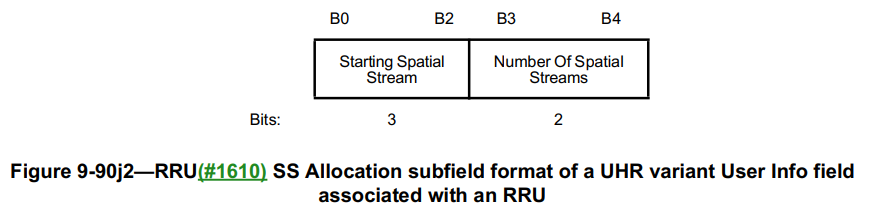 B0 B2 B3 B4
Starting Spatial
Stream
Number Of Spatial
Streams
Bits: 3 2
Figure 9-90j2—RRU(#1610) SS Allocation subfield format of a UHR variant User Info field
associated with an RRU